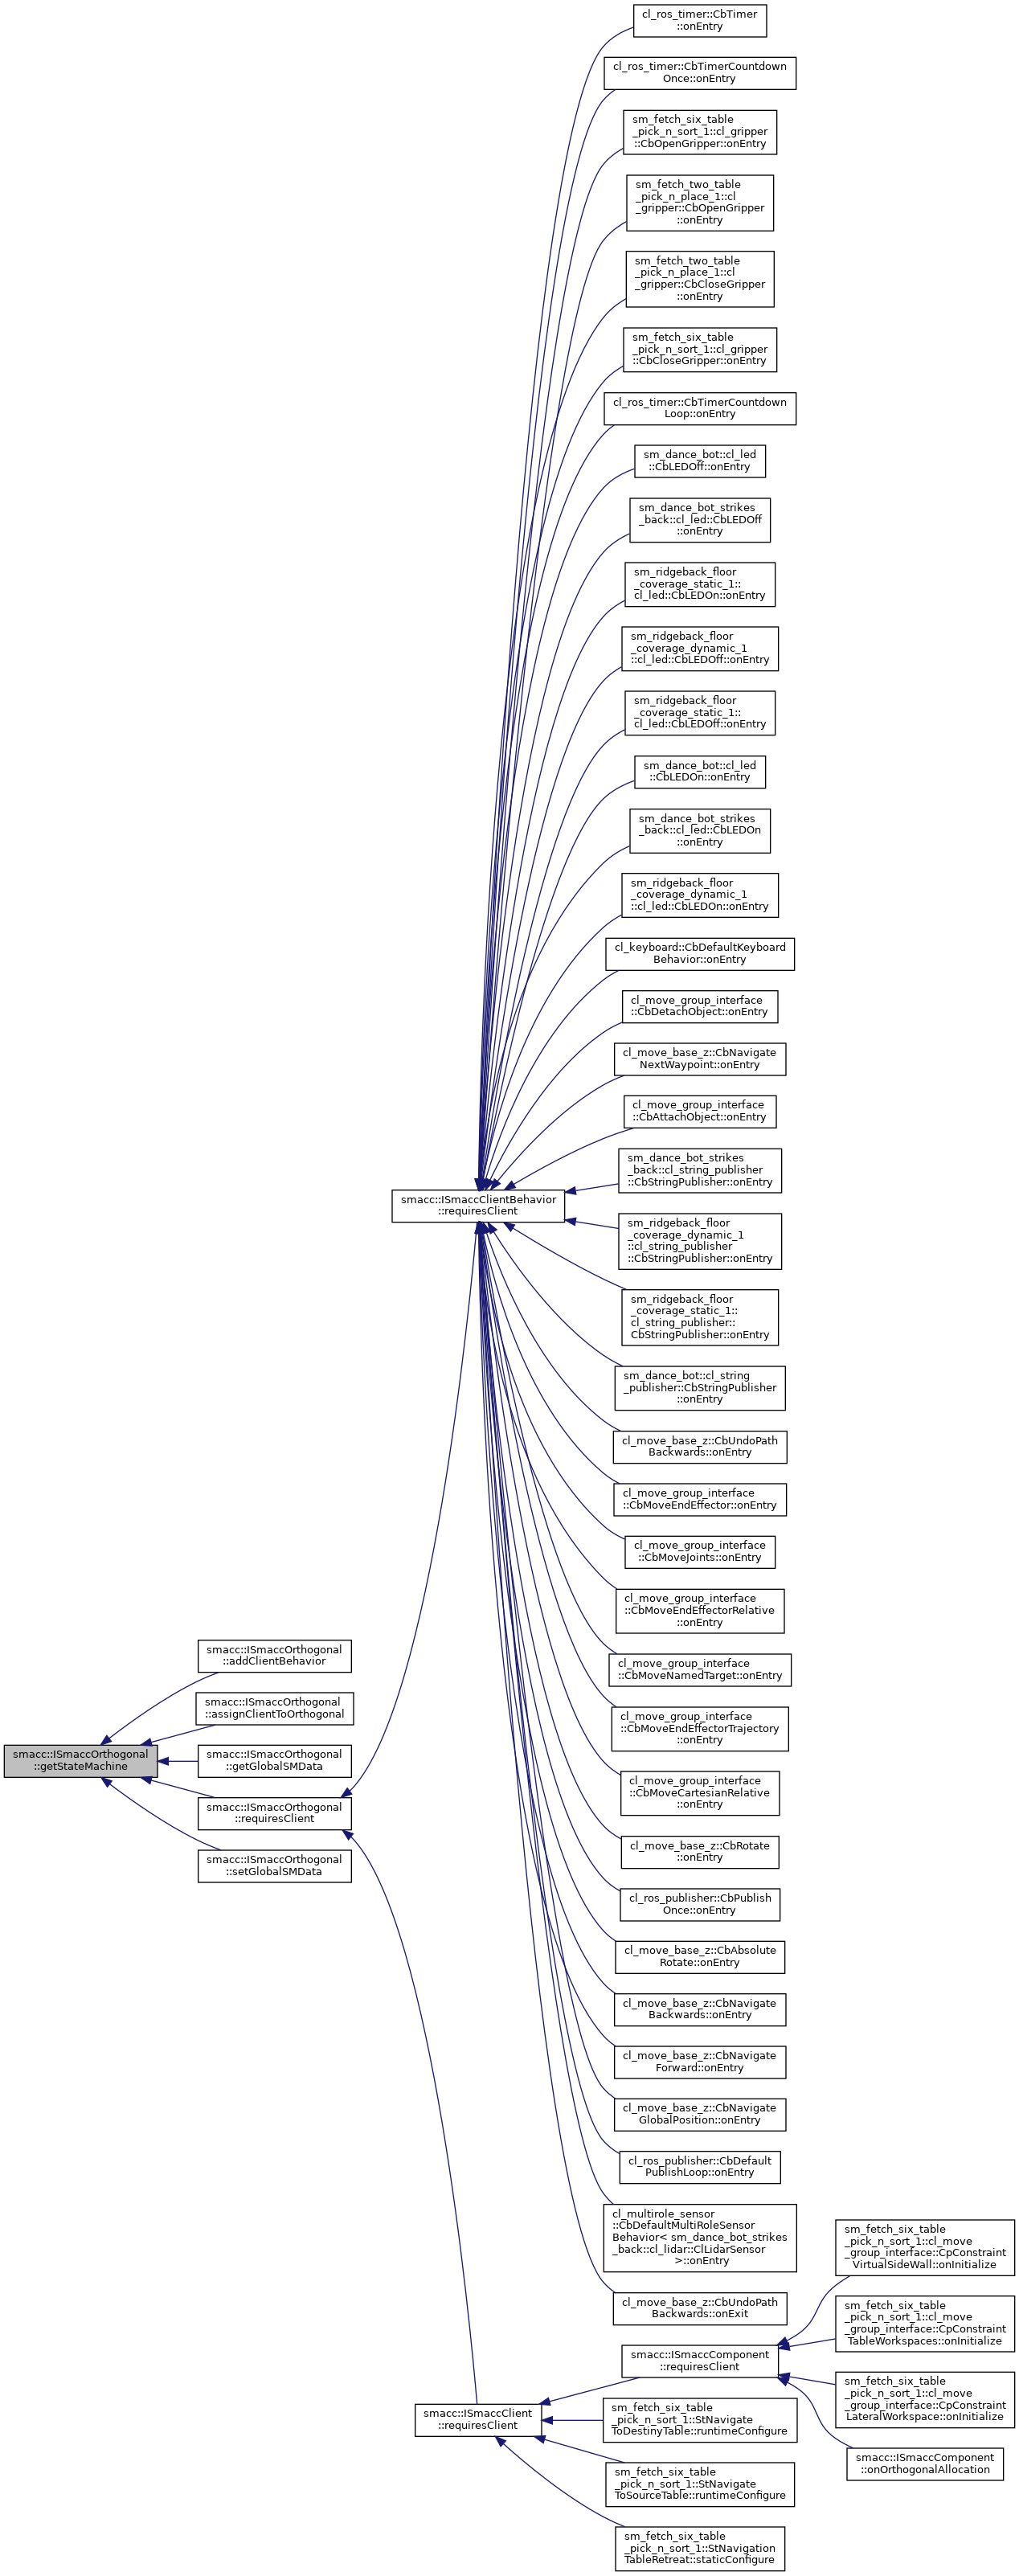 cl_ros_timer::CbTimer
::onEntry
cl_ros_timer::CbTimerCountdown
Once::onEntry
sm_fetch_six_table
_pick_n_sort_1::cl_gripper
::CbOpenGripper::onEntry
sm_fetch_two_table
_pick_n_place_1::cl
_gripper::CbOpenGripper
::onEntry
sm_fetch_two_table
_pick_n_place_1::cl
_gripper::CbCloseGripper
::onEntry
sm_fetch_six_table
_pick_n_sort_1::cl_gripper
::CbCloseGripper::onEntry
cl_ros_timer::CbTimerCountdown
Loop::onEntry
sm_dance_bot::cl_led
::CbLEDOff::onEntry
sm_dance_bot_strikes
_back::cl_led::CbLEDOff
::onEntry
sm_ridgeback_floor
_coverage_static_1::
cl_led::CbLEDOn::onEntry
sm_ridgeback_floor
_coverage_dynamic_1
::cl_led::CbLEDOff::onEntry
sm_ridgeback_floor
_coverage_static_1::
cl_led::CbLEDOff::onEntry
sm_dance_bot::cl_led
::CbLEDOn::onEntry
sm_dance_bot_strikes
_back::cl_led::CbLEDOn
::onEntry
sm_ridgeback_floor
_coverage_dynamic_1
::cl_led::CbLEDOn::onEntry
cl_keyboard::CbDefaultKeyboard
Behavior::onEntry
cl_move_group_interface
::CbDetachObject::onEntry
cl_move_base_z::CbNavigate
NextWaypoint::onEntry
cl_move_group_interface
::CbAttachObject::onEntry
sm_dance_bot_strikes
_back::cl_string_publisher
::CbStringPublisher::onEntry
smacc::ISmaccClientBehavior
::requiresClient
sm_ridgeback_floor
_coverage_dynamic_1
::cl_string_publisher
::CbStringPublisher::onEntry
sm_ridgeback_floor
_coverage_static_1::
cl_string_publisher::
CbStringPublisher::onEntry
sm_dance_bot::cl_string
_publisher::CbStringPublisher
::onEntry
cl_move_base_z::CbUndoPath
Backwards::onEntry
cl_move_group_interface
::CbMoveEndEffector::onEntry
cl_move_group_interface
::CbMoveJoints::onEntry
cl_move_group_interface
::CbMoveEndEffectorRelative
::onEntry
cl_move_group_interface
::CbMoveNamedTarget::onEntry
cl_move_group_interface
::CbMoveEndEffectorTrajectory
::onEntry
cl_move_group_interface
::CbMoveCartesianRelative
::onEntry
cl_move_base_z::CbRotate
::onEntry
cl_ros_publisher::CbPublish
Once::onEntry
cl_move_base_z::CbAbsolute
Rotate::onEntry
cl_move_base_z::CbNavigate
Backwards::onEntry
cl_move_base_z::CbNavigate
Forward::onEntry
cl_move_base_z::CbNavigate
GlobalPosition::onEntry
cl_ros_publisher::CbDefault
PublishLoop::onEntry
cl_multirole_sensor
::CbDefaultMultiRoleSensor
Behavior< sm_dance_bot_strikes
_back::cl_lidar::ClLidarSensor
>::onEntry
cl_move_base_z::CbUndoPath
Backwards::onExit
smacc::ISmaccOrthogonal
::addClientBehavior
smacc::ISmaccOrthogonal
::assignClientToOrthogonal
smacc::ISmaccOrthogonal
::getStateMachine
smacc::ISmaccOrthogonal
::getGlobalSMData
smacc::ISmaccOrthogonal
::requiresClient
smacc::ISmaccOrthogonal
::setGlobalSMData
sm_fetch_six_table
_pick_n_sort_1::cl_move
_group_interface::CpConstraint
VirtualSideWall::onInitialize
sm_fetch_six_table
_pick_n_sort_1::cl_move
_group_interface::CpConstraint
TableWorkspaces::onInitialize
smacc::ISmaccComponent
::requiresClient
sm_fetch_six_table
_pick_n_sort_1::cl_move
_group_interface::CpConstraint
LateralWorkspace::onInitialize
smacc::ISmaccComponent
::onOrthogonalAllocation
smacc::ISmaccClient
::requiresClient
sm_fetch_six_table
_pick_n_sort_1::StNavigate
ToDestinyTable::runtimeConfigure
sm_fetch_six_table
_pick_n_sort_1::StNavigate
ToSourceTable::runtimeConfigure
sm_fetch_six_table
_pick_n_sort_1::StNavigation
TableRetreat::staticConfigure